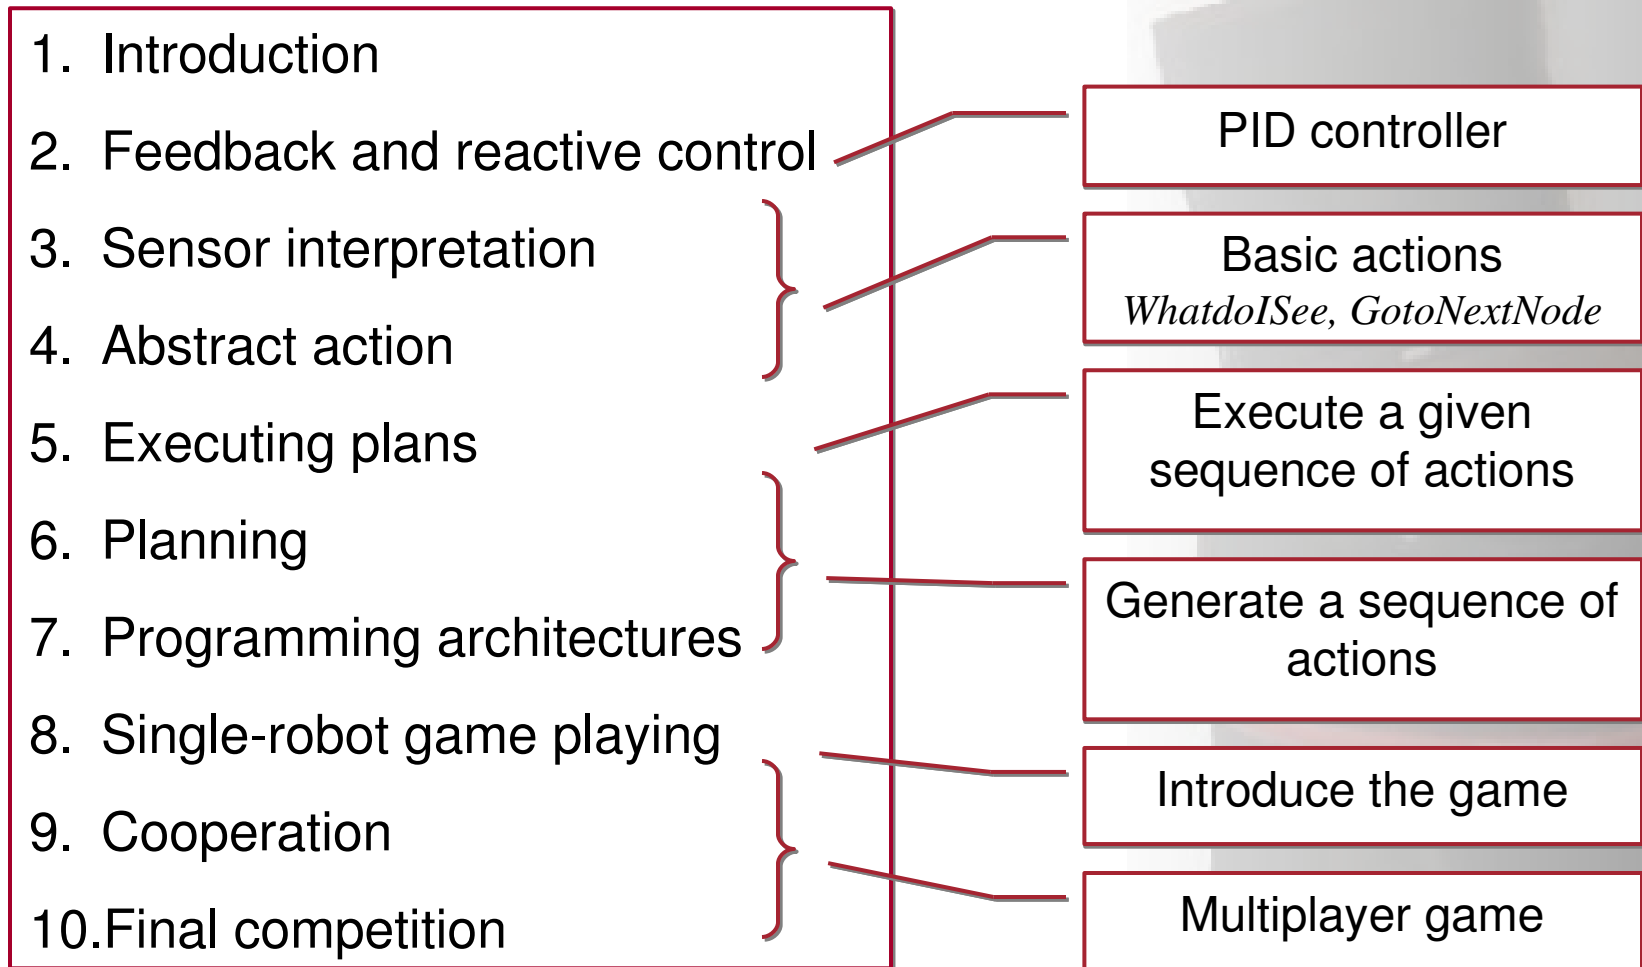 1. Introduction
2. Feedback and reactive control
3. Sensor interpretation
4. Abstract action
5. Executing plans
6. Planning
7. Programming architectures
8. Single-robot game playing
9. Cooperation
10.Final competition
PID controller
Basic actions
WhatdoISee, GotoNextNode
Execute a given
sequence of actions
Generate a sequence of
actions
Introduce the game
Multiplayer game